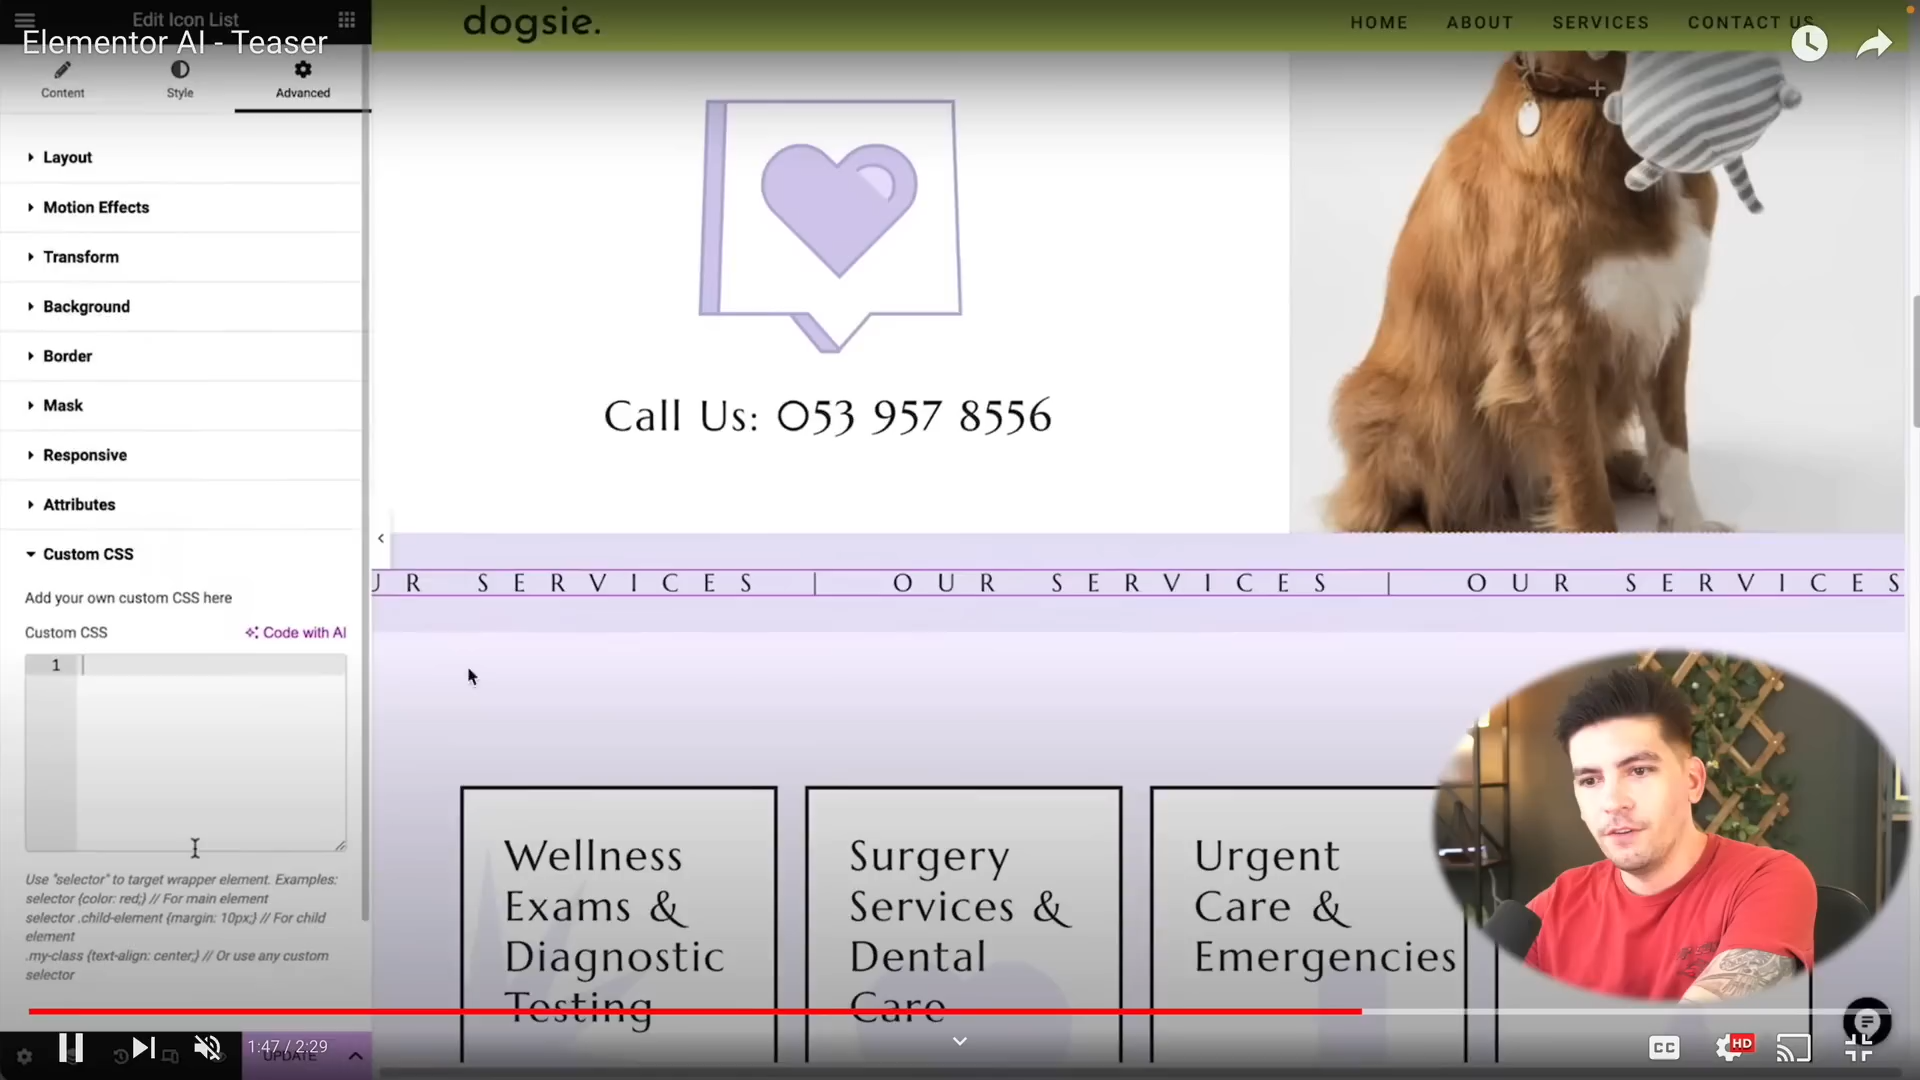 Edit Icon List
Elementor AI - Teaser
Content
Style
Advanced
Layout
Motion Effects
Transform
Background
Border
Mask
Responsive
Attributes
Custom CSS
Add your own custom CSS here
Custom CSS
Code with AI
1
Use "selector" to target wrapper element. Examples:
selector {color: red;} // For main element
selector .child-element {margin: 10px;} // For child
element
.my-class {text-align: center;} // Or use any custom
selector
UPDATE
dogsie.
HOME ABOUT SERVICES CONTACT US
Call Us: 053 957 8556
UR SERVICES | OUR SERVICES | OUR SERVICES
Wellness
Exams &
Diagnostic
Testing
Surgery
Services &
Dental
Care
Urgent
Care &
Emergencies
1:47 / 2:29
CC
HD